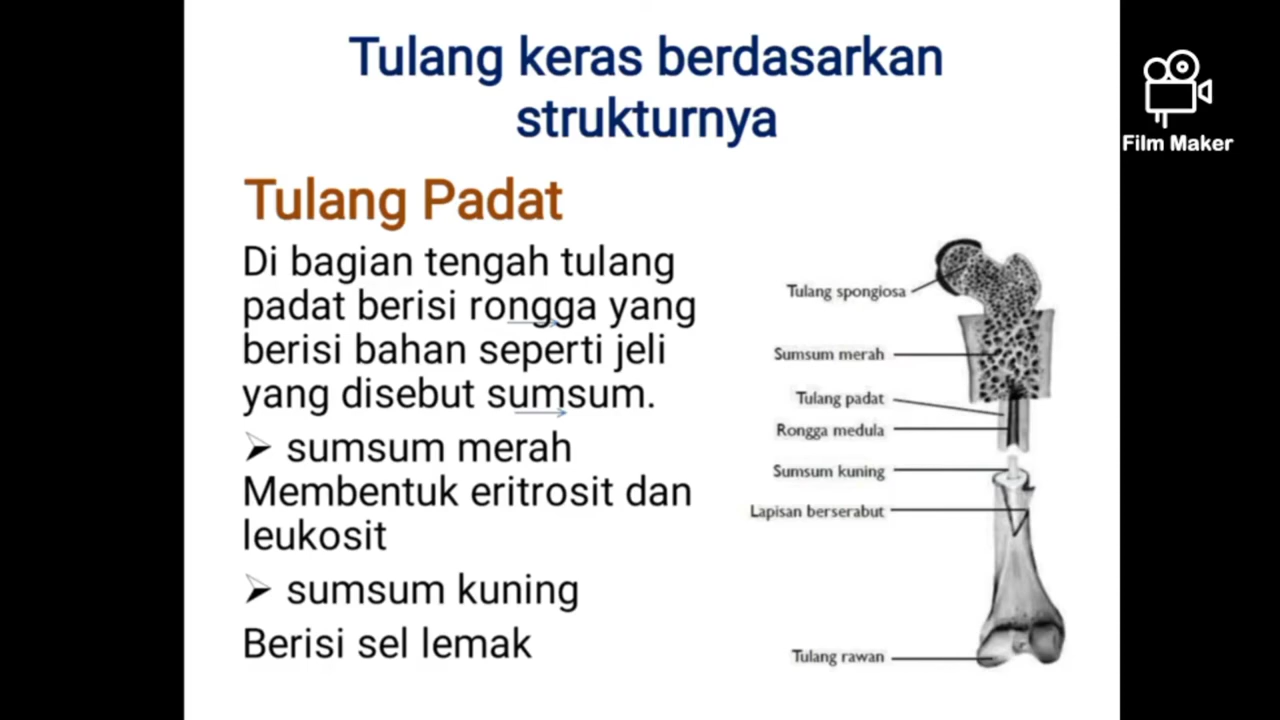 Tulang keras berdasarkan
strukturnya
Film Maker
Tulang Padat
Di bagian tengah tulang
padat berisi rongga yang
berisi bahan seperti jeli
yang disebut sumsum.
➢ sumsum merah
Membentuk eritrosit dan
leukosit
➢ sumsum kuning
Berisi sel lemak
Tulang spongiosa
Sumsum merah
Tulang padat
Rongga medula
Sumsum kuning
Lapisan berserabut
Tulang rawan